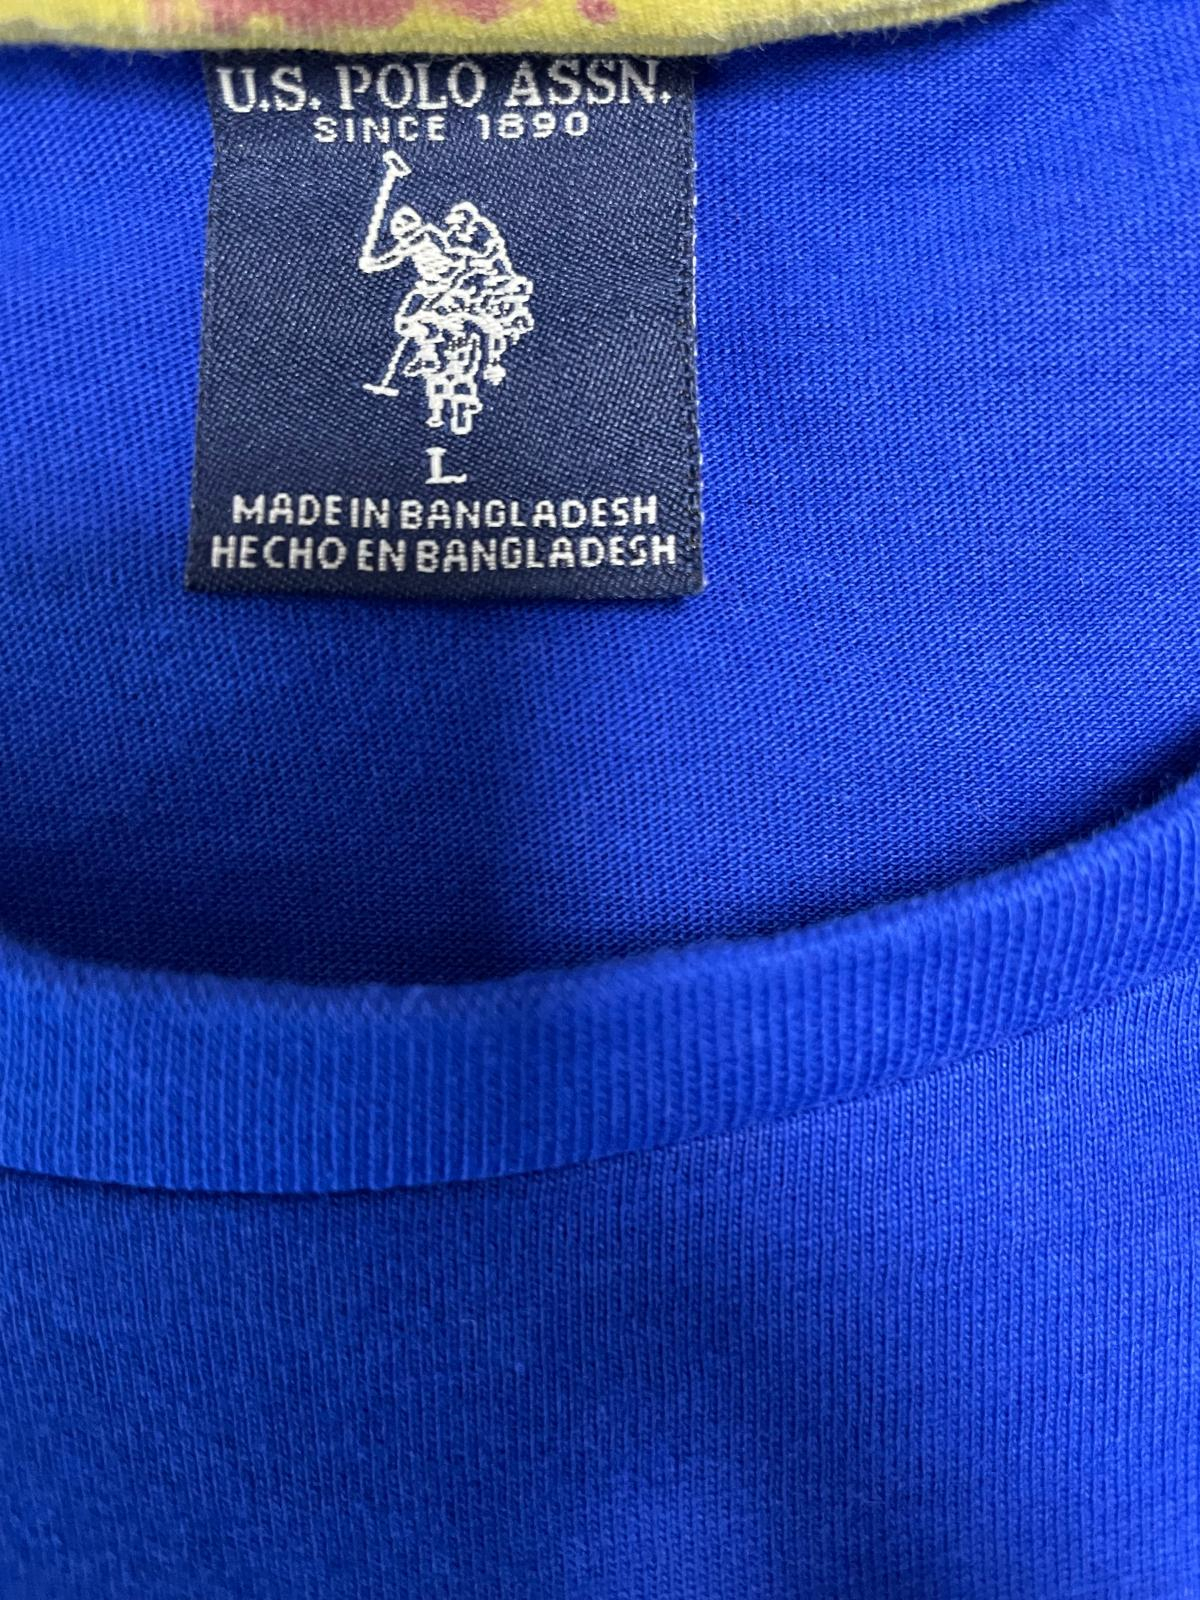 U.S. POLO ASSN.
SINCE 1890
L
MADE IN BANGLADESH
HECHO EN BANGLADESH